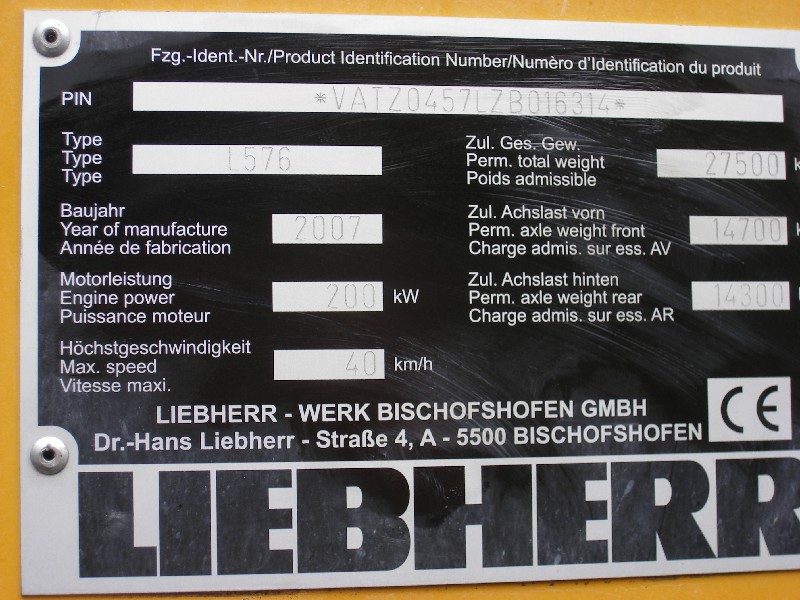 Fzg.-Ident.-Nr./Product Identification Number/Numèro d'Identification du produit
PIN *VATZ0457LZB016314*
Type
Type L576
Type
Zul. Ges. Gew.
Perm. total weight 27500 k
Poids admissible
Baujahr
Year of manufacture 2007
Année de fabrication
Zul. Achslast vorn
Perm. axle weight front 14700 k
Charge admis. sur ess. AV
Motorleistung
Engine power 200 kW
Puissance moteur
Zul. Achslast hinten
Perm. axle weight rear 14300
Charge admis. sur ess. AR
Höchstgeschwindigkeit
Max. speed 40 km/h
Vitesse maxi.
LIEBHERR - WERK BISCHOFSHOFEN GMBH
Dr.-Hans Liebherr - Straße 4, A - 5500 BISCHOFSHOFEN
CE
LIEBHERR